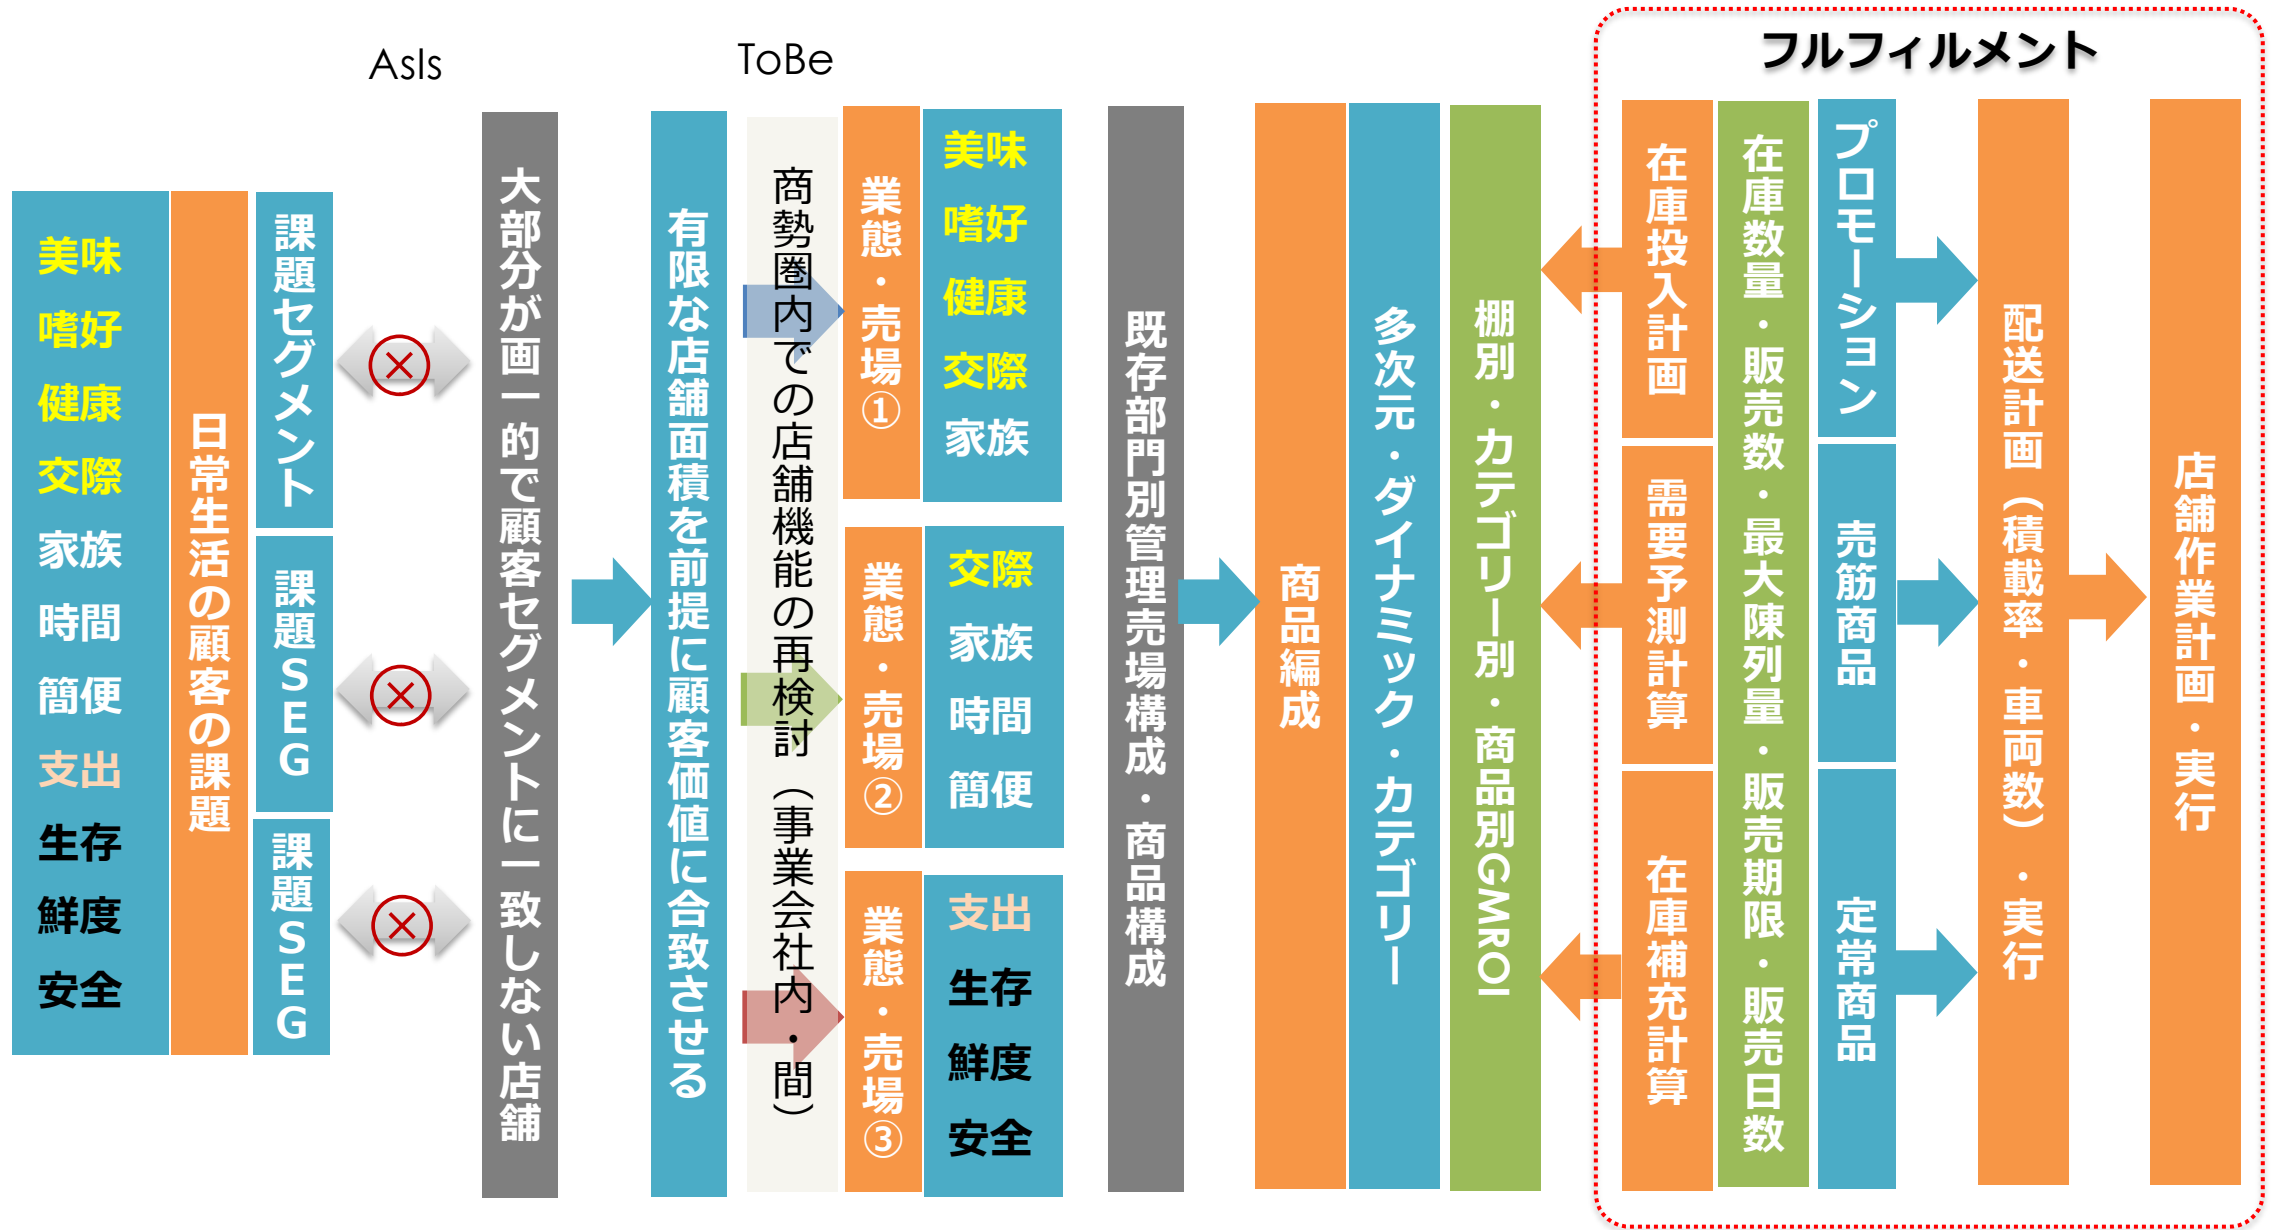 AsIs
ToBe
フルフィルメント
美味
嗜好
健康
交際
家族
時間
簡便
支出
生存
鮮度
安全
日常生活の顧客の課題
課題セグメント
課題SEG
課題SEG
大部分が画一的で顧客セグメントに一致しない店舗
有限な店舗面積を前提に顧客価値に合致させる
商勢圏内での店舗機能の再検討（事業会社内・間）
業態・売場①
美味
嗜好
健康
交際
家族
業態・売場②
交際
家族
時間
簡便
業態・売場③
支出
生存
鮮度
安全
既存部門別管理売場構成・商品構成
商品編成
多次元・ダイナミック・カテゴリー
棚別・カテゴリー別・商品別GMROI
在庫投入計画
需要予測計算
在庫補充計算
在庫数量・販売数・最大陳列量・販売期限・販売日数
プロモーション
売筋商品
定常商品
配送計画（積載率・車両数）・実行
店舗作業計画・実行